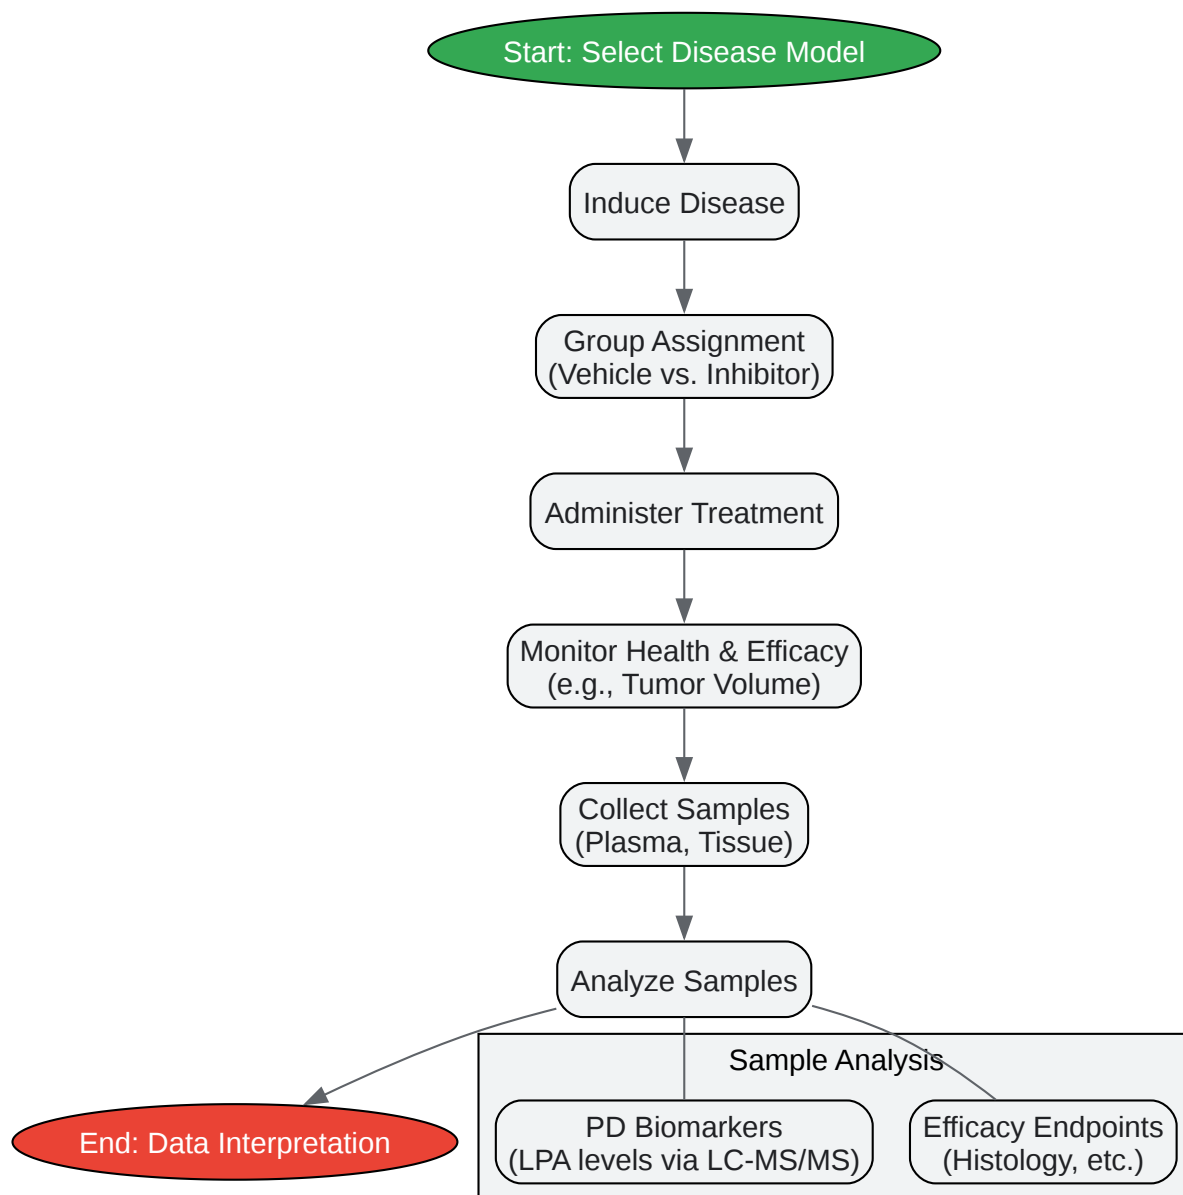 Start: Select Disease Model
Induce Disease
Group Assignment
(Vehicle vs. Inhibitor)
Administer Treatment
Monitor Health & Efficacy
(e.g., Tumor Volume)
Collect Samples
(Plasma, Tissue)
Analyze Samples
Sample Analysis
End: Data Interpretation
PD Biomarkers
(LPA levels via LC-MS/MS)
Efficacy Endpoints
(Histology, etc.)